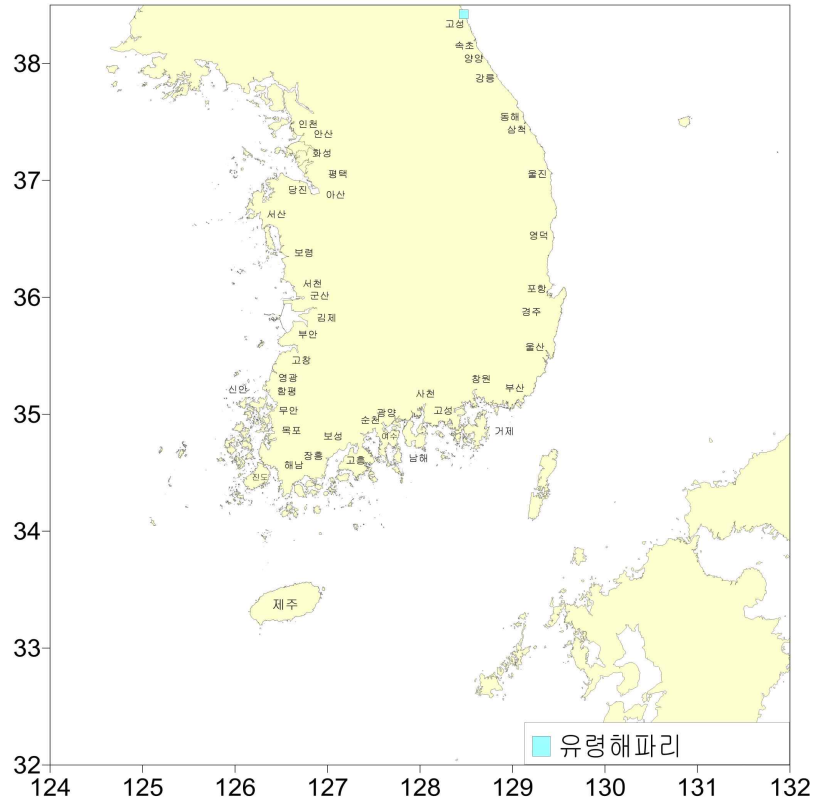 고성
속초
양양
38
강릉
동해
인천
삼척
안산
화성
37
평택
울진
당진
아산
서산
영덕
보령
서천
포항
36
군산
경주
김제
부안
울산
고창
영광
창원
신안
함평
사천
부산
무안
광양
고성
35
순천
목포
보성
여수
거제
장흥
고흥
남해
해남
진도
34
제주
33
유령해파리
32
124 125 126 127 128 129 130 131 132